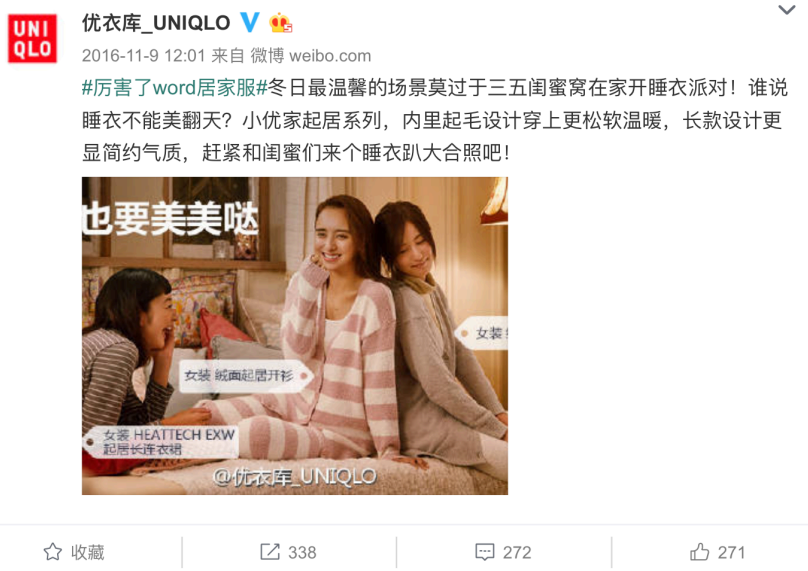 UNI
QLO
优衣库_UNIQLO
2016-11-9 12:01 来自 微博 weibo.com
#厉害了word居家服#冬日最温馨的场景莫过于三五闺蜜窝在家开睡衣派对！谁说
睡衣不能美翻天？小优家起居系列，内里起毛设计穿上更松软温暖，长款设计更
显简约气质，赶紧和闺蜜们来个睡衣趴大合照吧！
也要美美哒
女装
女装 绒面起居开衫
女装 HEATTECH EXW
起居长连衣裙
@优衣库_UNIQLO
收藏
338
272
271